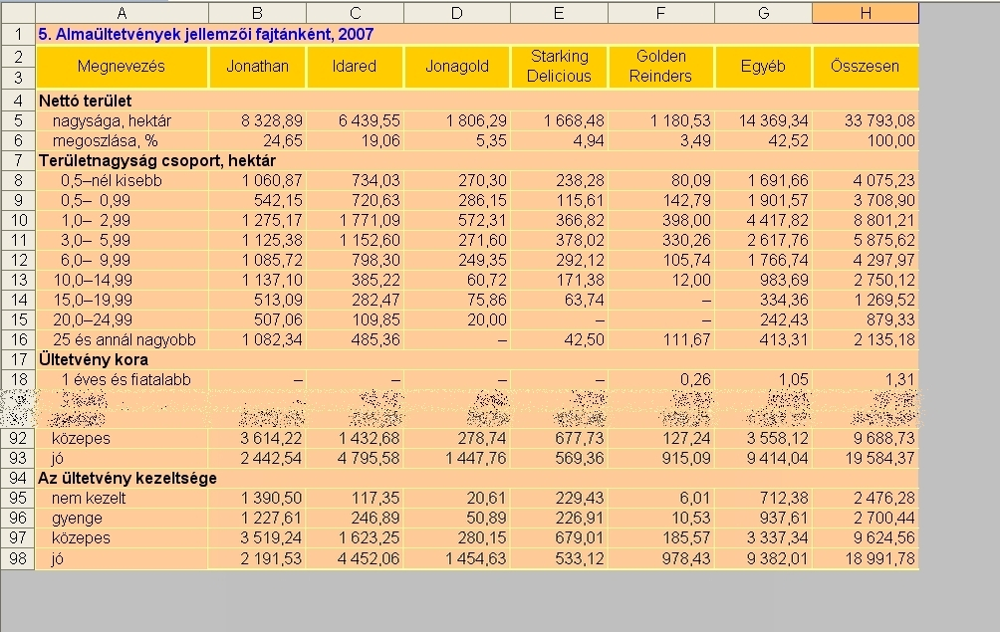 A B C D E F G H
1 5. Almaültetvények jellemzői fajtánként, 2007
2 Megnevezés Jonathan Idared Jonagold Starking Golden Egyéb Összesen
3 Delicious Reinders
4 Nettó terület
5 nagysága, hektár 8 328,89 6 439,55 1 806,29 1 668,48 1 180,53 14 369,34 33 793,08
6 megoszlása, % 24,65 19,06 5,35 4,94 3,49 42,52 100,00
7 Területnagyság csoport, hektár
8 0,5–nél kisebb 1 060,87 734,03 270,30 238,28 80,09 1 691,66 4 075,23
9 0,5– 0,99 542,15 720,63 286,15 115,61 142,79 1 901,57 3 708,90
10 1,0– 2,99 1 275,17 1 771,09 572,31 366,82 398,00 4 417,82 8 801,21
11 3,0– 5,99 1 125,38 1 152,60 271,60 378,02 330,26 2 617,76 5 875,62
12 6,0– 9,99 1 085,72 798,30 249,35 292,12 105,74 1 766,74 4 297,97
13 10,0–14,99 1 137,10 385,22 60,72 171,38 12,00 983,69 2 750,12
14 15,0–19,99 513,09 282,47 75,86 63,74 – 334,36 1 269,52
15 20,0–24,99 507,06 109,85 20,00 – – 242,43 879,33
16 25 és annál nagyobb 1 082,34 485,36 – 42,50 111,67 413,31 2 135,18
17 Ültetvény kora
18 1 éves és fiatalabb – – – – 0,26 1,05 1,31
92 közepes 3 614,22 1 432,68 278,74 677,73 127,24 3 558,12 9 688,73
93 jó 2 442,54 4 795,58 1 447,76 569,36 915,09 9 414,04 19 584,37
94 Az ültetvény kezeltsége
95 nem kezelt 1 390,50 117,35 20,61 229,43 6,01 712,38 2 476,28
96 gyenge 1 227,61 246,89 50,89 226,91 10,53 937,61 2 700,44
97 közepes 3 519,24 1 623,25 280,15 679,01 185,57 3 337,34 9 624,56
98 jó 2 191,53 4 452,06 1 454,63 533,12 978,43 9 382,01 18 991,78